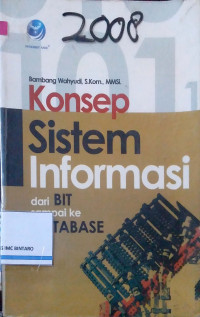 2008
Bambang Wahyudi, S.Kom., MMSi.
Konsep
Sistem
Informasi
dari BIT
sampai ke
DATABASE